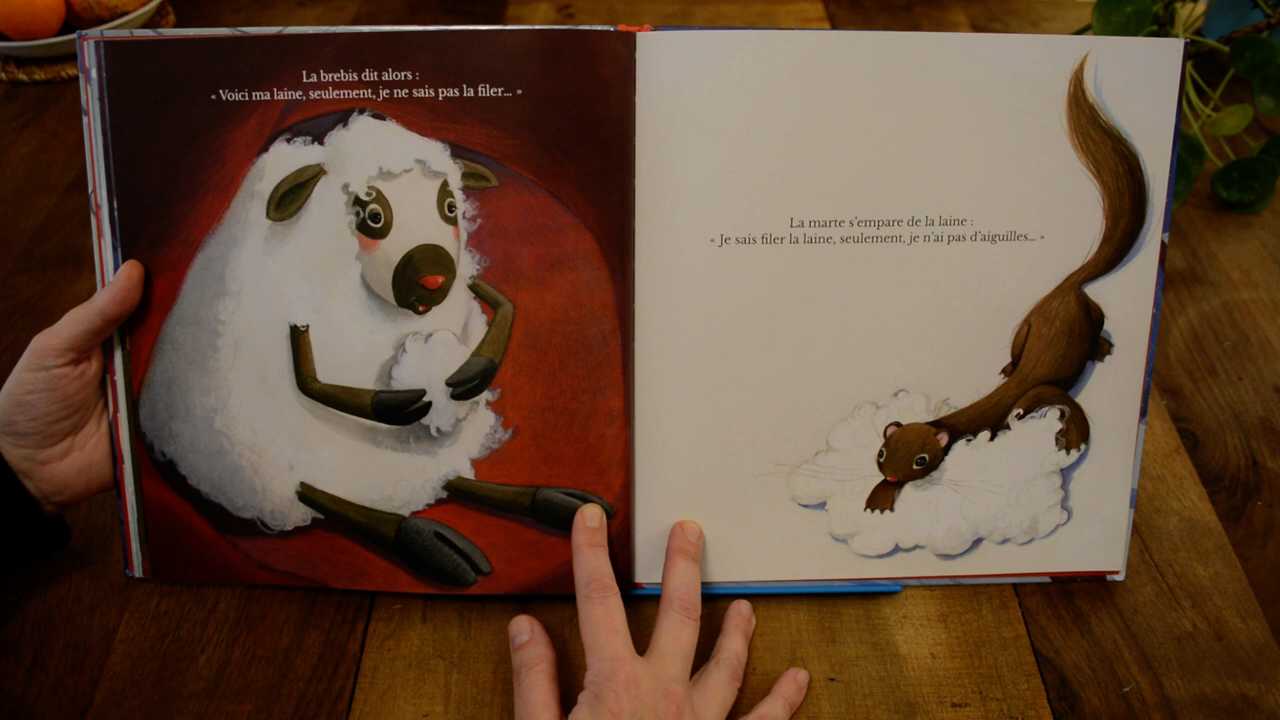 La brebis dit alors :
« Voici ma laine, seulement, je ne sais pas la filer... »
La marte s'empare de la laine :
« Je sais filer la laine, seulement, je n'ai pas d'aiguilles... »